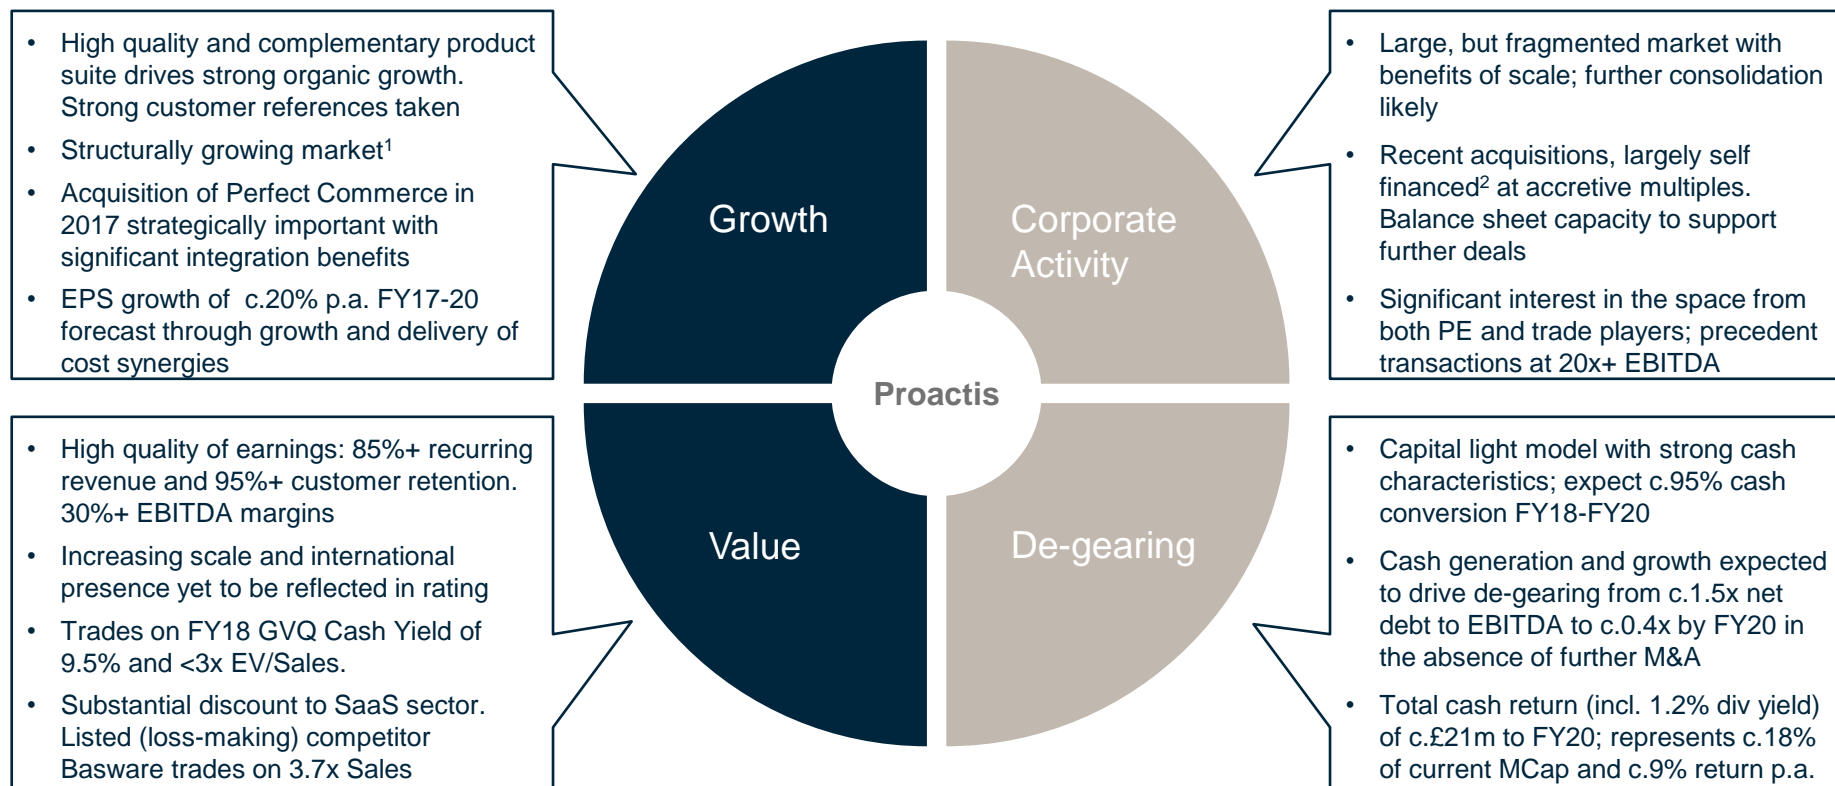 • High quality and complementary product
suite drives strong organic growth.
Strong customer references taken
• Structurally growing market¹
• Acquisition of Perfect Commerce in
2017 strategically important with
significant integration benefits
• EPS growth of  c.20% p.a. FY17-20
forecast through growth and delivery of
cost synergies
Growth
Corporate
Activity
• Large, but fragmented market with
benefits of scale; further consolidation
likely
• Recent acquisitions, largely self
financed² at accretive multiples.
Balance sheet capacity to support
further deals
• Significant interest in the space from
both PE and trade players; precedent
transactions at 20x+ EBITDA
Proactis
• High quality of earnings: 85%+ recurring
revenue and 95%+ customer retention.
30%+ EBITDA margins
• Increasing scale and international
presence yet to be reflected in rating
• Trades on FY18 GVQ Cash Yield of
9.5% and <3x EV/Sales.
• Substantial discount to SaaS sector.
Listed (loss-making) competitor
Basware trades on 3.7x Sales
Value
De-gearing
• Capital light model with strong cash
characteristics; expect c.95% cash
conversion FY18-FY20
• Cash generation and growth expected
to drive de-gearing from c.1.5x net
debt to EBITDA to c.0.4x by FY20 in
the absence of further M&A
• Total cash return (incl. 1.2% div yield)
of c.£21m to FY20; represents c.18%
of current MCap and c.9% return p.a.